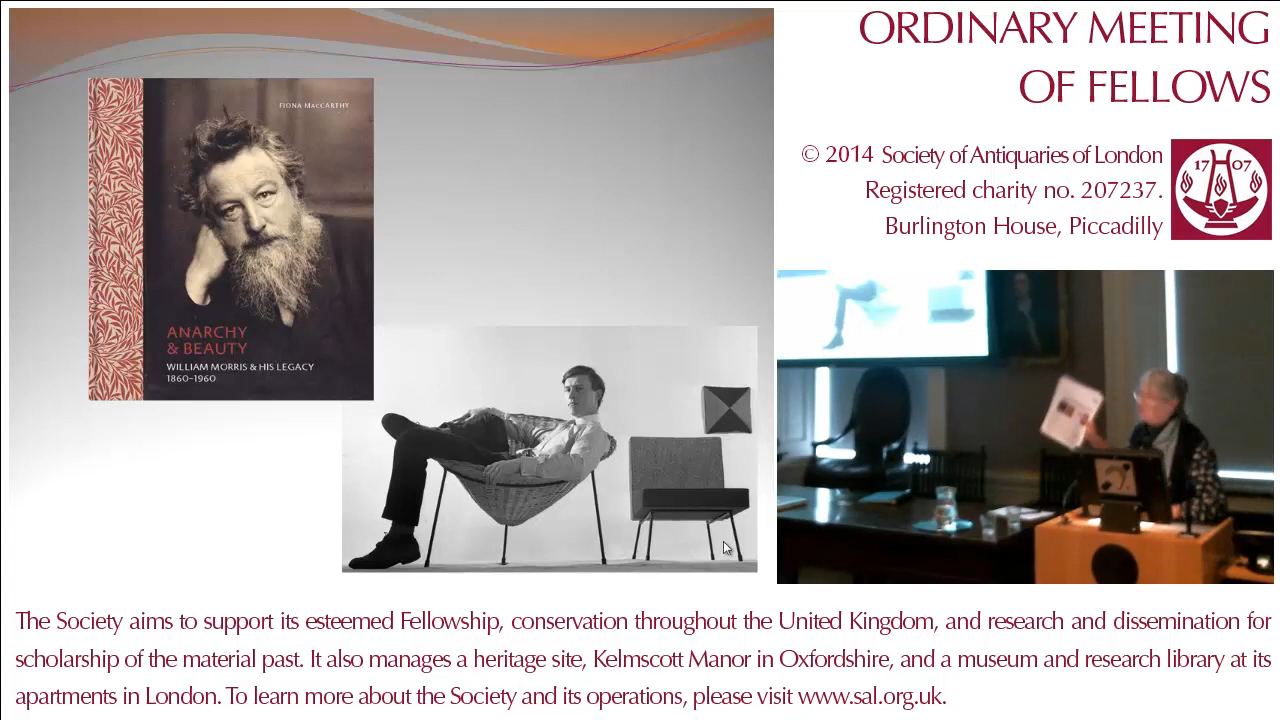 FIONA MACCARTHY
ANARCHY
& BEAUTY
WILLIAM MORRIS & HIS LEGACY
1860–1960
ORDINARY MEETING
OF FELLOWS
© 2014 Society of Antiquaries of London
Registered charity no. 207237.
Burlington House, Piccadilly
17 07
The Society aims to support its esteemed Fellowship, conservation throughout the United Kingdom, and research and dissemination for
scholarship of the material past. It also manages a heritage site, Kelmscott Manor in Oxfordshire, and a museum and research library at its
apartments in London. To learn more about the Society and its operations, please visit www.sal.org.uk.